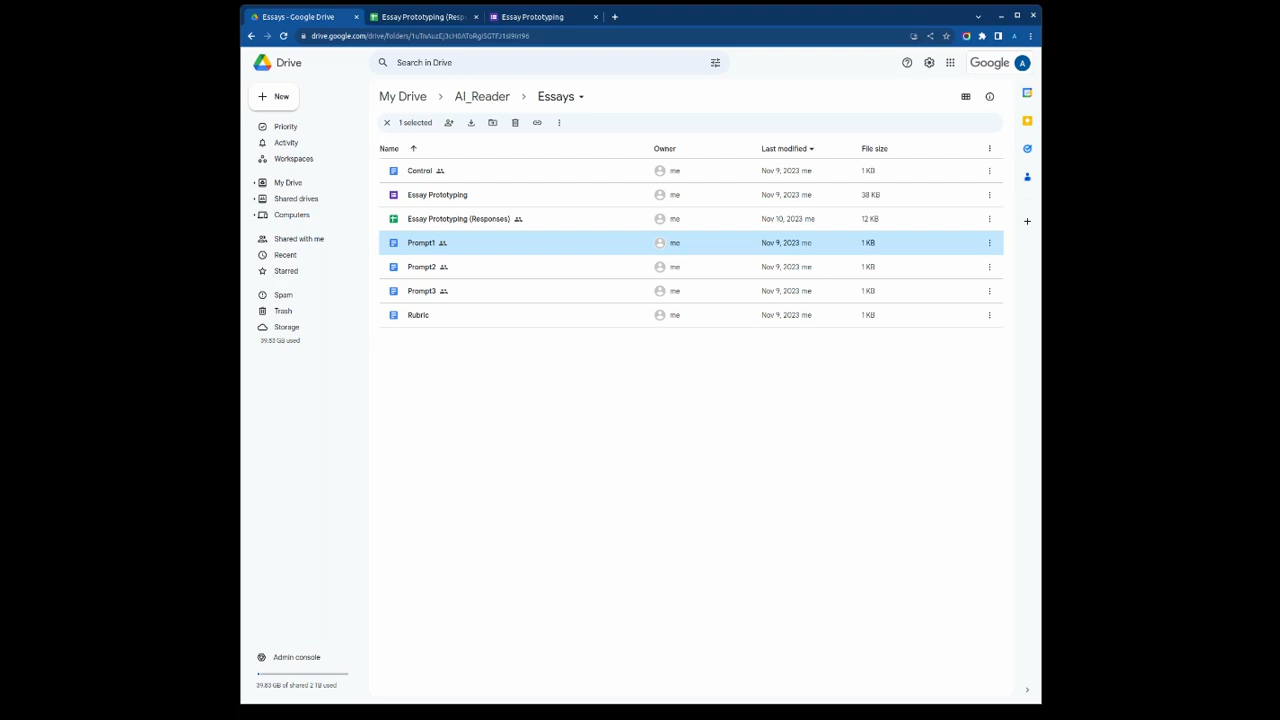 Essays - Google Drive
Essay Prototyping (Resp
Essay Prototyping
Drive
Search in Drive
Google
A
New
My Drive
AI_Reader
Essays
1 selected
Priority
Activity
Workspaces
My Drive
Shared drives
Computers
Shared with me
Recent
Starred
Spam
Trash
Storage
39.83 GB used
Name
Owner
Last modified
File size
Control
me
Nov 9, 2023 me
1 KB
Essay Prototyping
me
Nov 9, 2023 me
38 KB
Essay Prototyping (Responses)
me
Nov 10, 2023 me
12 KB
Prompt1
me
Nov 9, 2023 me
1 KB
Prompt2
me
Nov 9, 2023 me
1 KB
Prompt3
me
Nov 9, 2023 me
1 KB
Rubric
me
Nov 9, 2023 me
1 KB
Admin console
39.83 GB of shared 2 TB used